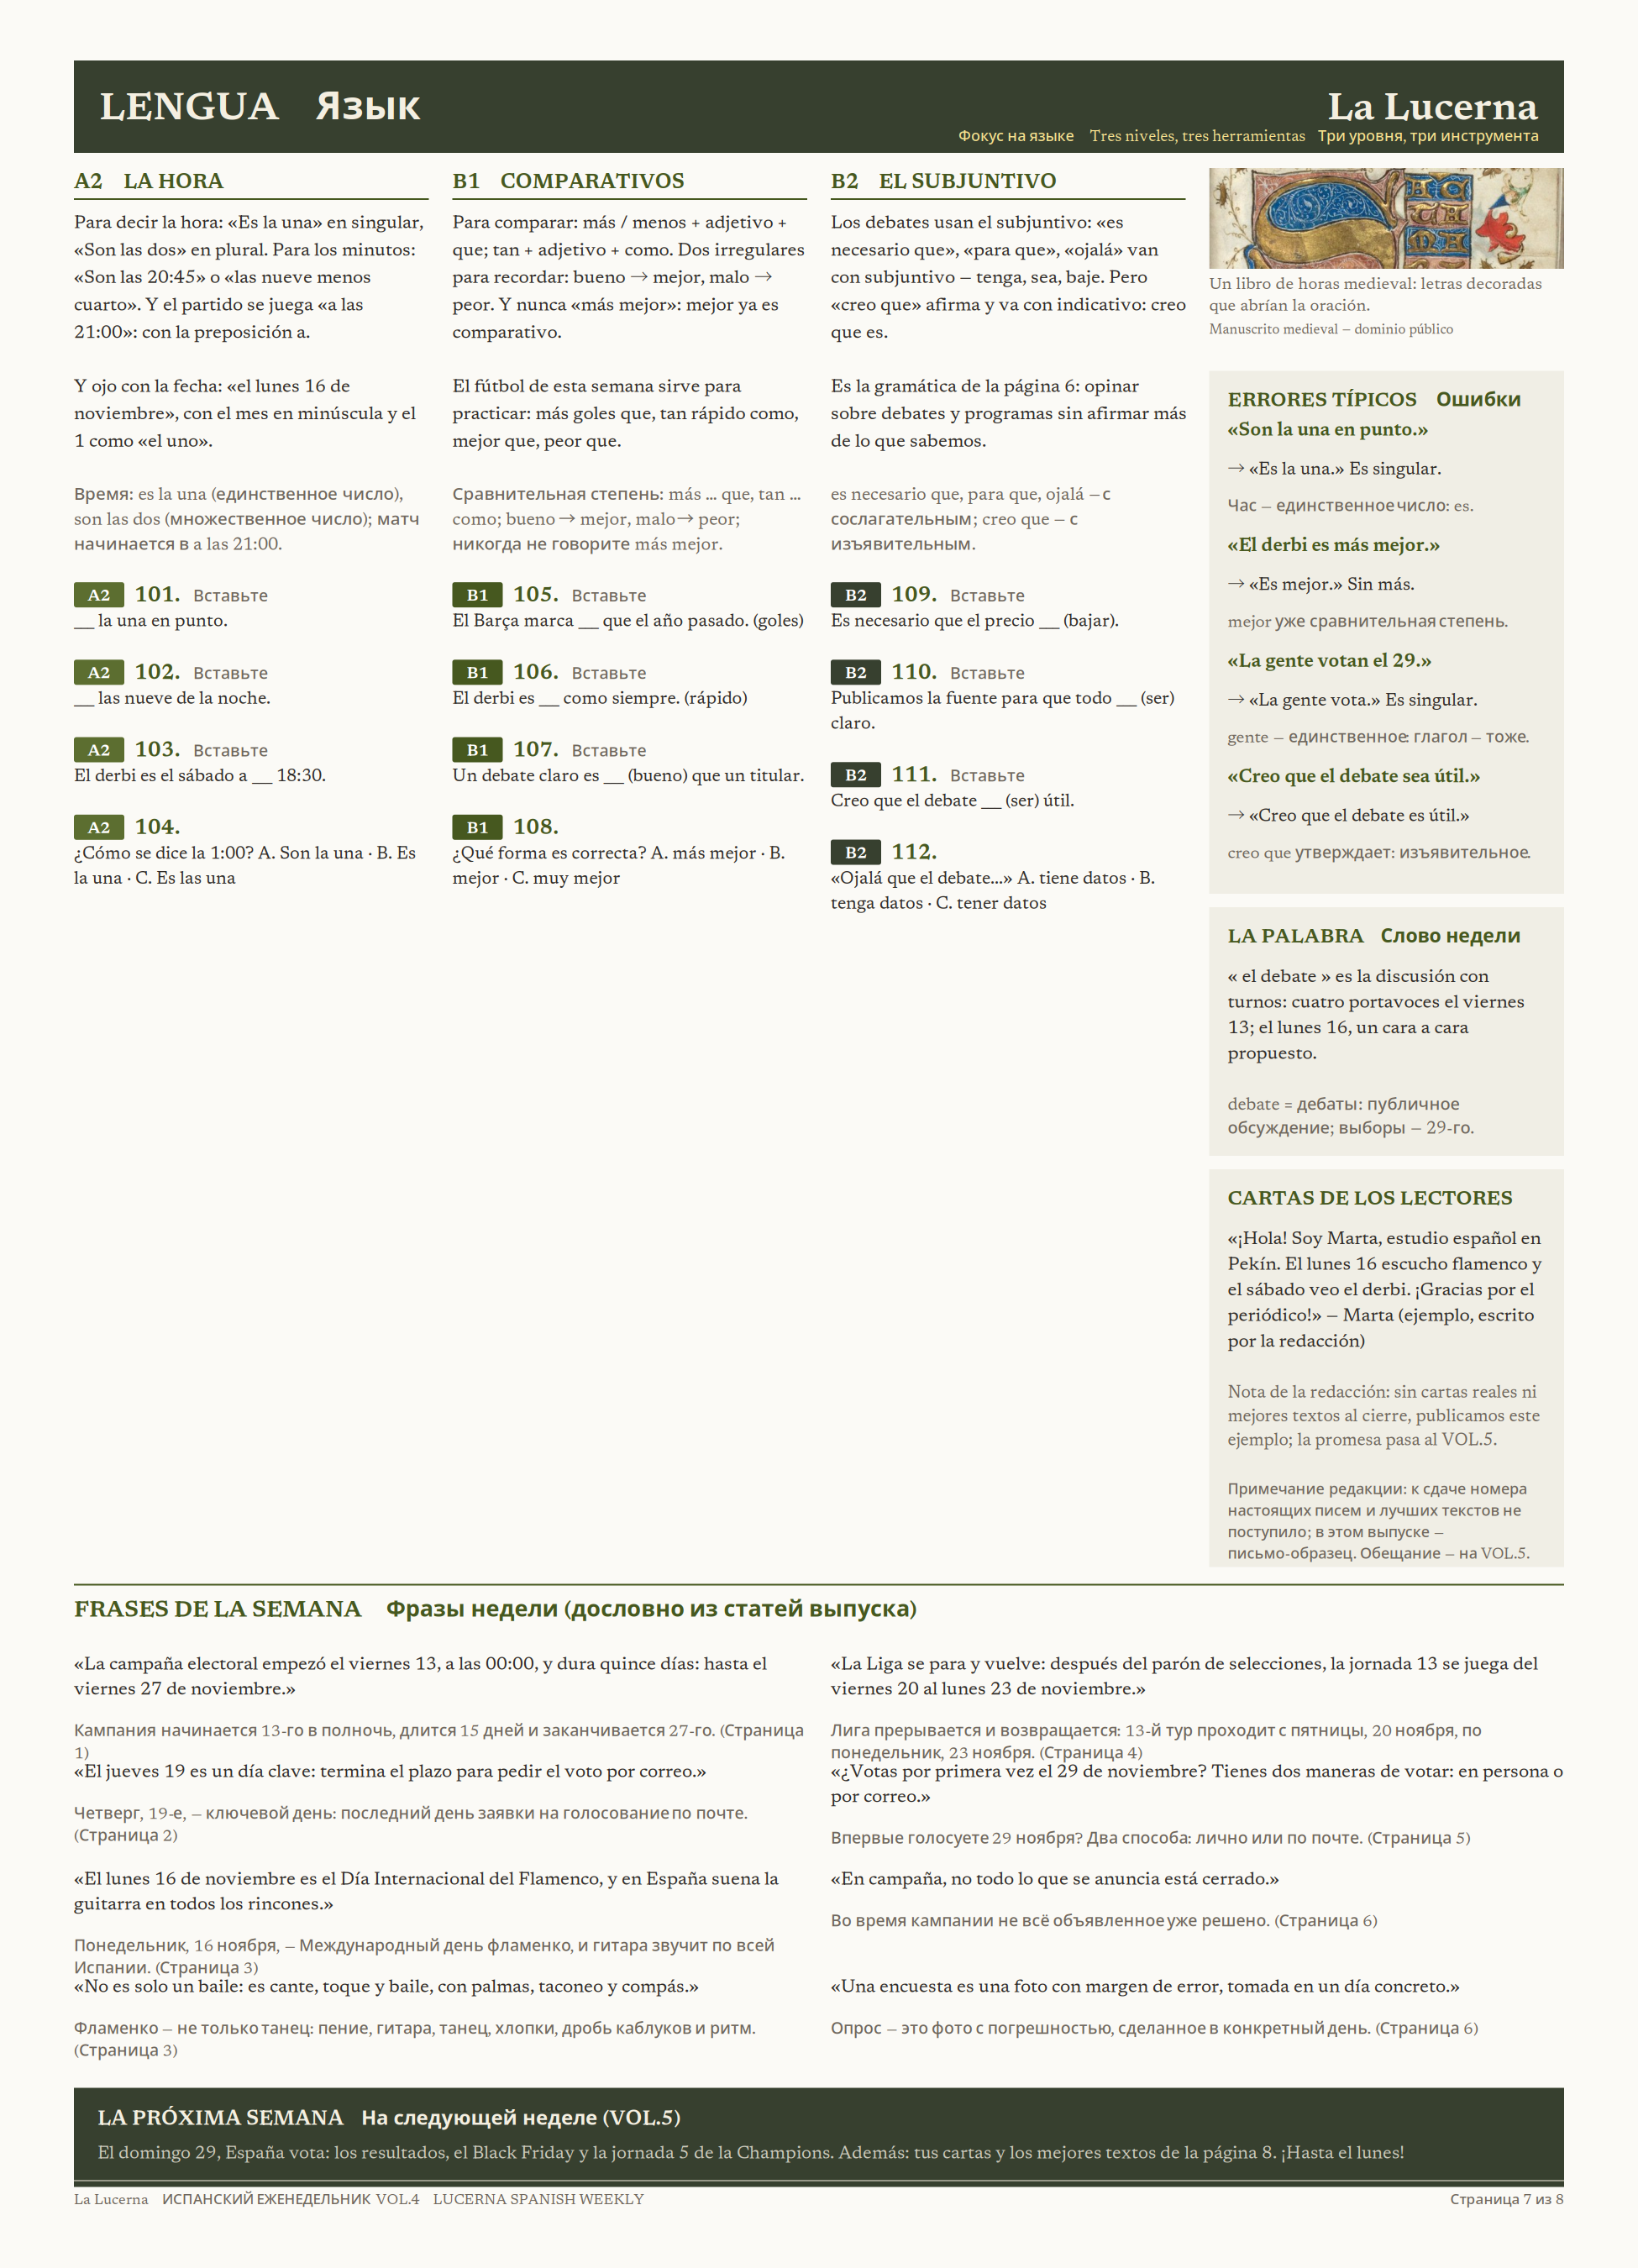 LENGUA Язык
La Lucerna
Фокус на языке Tres niveles, tres herramientas Три уровня, три инструмента
A2 LA HORA
Para decir la hora: «Es la una» en singular,
«Son las dos» en plural. Para los minutos:
«Son las 20:45» o «las nueve menos
cuarto». Y el partido se juega «a las
21:00»: con la preposición a.
Y ojo con la fecha: «el lunes 16 de
noviembre», con el mes en minúscula y el
1 como «el uno».
Время: es la una (единственное число),
son las dos (множественное число); матч
начинается в a las 21:00.
A2 101. Вставьте
__ la una en punto.
A2 102. Вставьте
__ las nueve de la noche.
A2 103. Вставьте
El derbi es el sábado a __ 18:30.
A2 104.
¿Cómo se dice la 1:00? A. Son la una · B. Es
la una · C. Es las una
B1 COMPARATIVOS
Para comparar: más / menos + adjetivo +
que; tan + adjetivo + como. Dos irregulares
para recordar: bueno → mejor, malo →
peor. Y nunca «más mejor»: mejor ya es
comparativo.
El fútbol de esta semana sirve para
practicar: más goles que, tan rápido como,
mejor que, peor que.
Сравнительная степень: más ... que, tan ...
como; bueno → mejor, malo → peor;
никогда не говорите más mejor.
B1 105. Вставьте
El Barça marca __ que el año pasado. (goles)
B1 106. Вставьте
El derbi es __ como siempre. (rápido)
B1 107. Вставьте
Un debate claro es __ (bueno) que un titular.
B1 108.
¿Qué forma es correcta? A. más mejor · B.
mejor · C. muy mejor
B2 EL SUBJUNTIVO
Los debates usan el subjuntivo: «es
necesario que», «para que», «ojalá» van
con subjuntivo – tenga, sea, baje. Pero
«creo que» afirma y va con indicativo: creo
que es.
Es la gramática de la página 6: opinar
sobre debates y programas sin afirmar más
de lo que sabemos.
es necesario que, para que, ojalá – с
сослагательным; creo que – с
изъявительным.
B2 109. Вставьте
Es necesario que el precio __ (bajar).
B2 110. Вставьте
Publicamos la fuente para que todo __ (ser)
claro.
B2 111. Вставьте
Creo que el debate __ (ser) útil.
B2 112.
«Ojalá que el debate...» A. tiene datos · B.
tenga datos · C. tener datos
Un libro de horas medieval: letras decoradas
que abrían la oración.
Manuscrito medieval – dominio público
ERRORES TÍPICOS Ошибки
«Son la una en punto.»
→ «Es la una.» Es singular.
Час – единственное число: es.
«El derbi es más mejor.»
→ «Es mejor.» Sin más.
mejor уже сравнительная степень.
«La gente votan el 29.»
→ «La gente vota.» Es singular.
gente – единственное: глагол – тоже.
«Creo que el debate sea útil.»
→ «Creo que el debate es útil.»
creo que утверждает: изъявительное.
LA PALABRA Слово недели
« el debate » es la discusión con
turnos: cuatro portavoces el viernes
13; el lunes 16, un cara a cara
propuesto.
debate = дебаты: публичное
обсуждение; выборы – 29-го.
CARTAS DE LOS LECTORES
«¡Hola! Soy Marta, estudio español en
Pekín. El lunes 16 escucho flamenco y
el sábado veo el derbi. ¡Gracias por el
periódico!» – Marta (ejemplo, escrito
por la redacción)
Nota de la redacción: sin cartas reales ni
mejores textos al cierre, publicamos este
ejemplo; la promesa pasa al VOL.5.
Примечание редакции: к сдаче номера
настоящих писем и лучших текстов не
поступило; в этом выпуске –
письмо-образец. Обещание – на VOL.5.
FRASES DE LA SEMANA Фразы недели (дословно из статей выпуска)
«La campaña electoral empezó el viernes 13, a las 00:00, y dura quince días: hasta el
viernes 27 de noviembre.»
Кампания начинается 13-го в полночь, длится 15 дней и заканчивается 27-го. (Страница
1)
«El jueves 19 es un día clave: termina el plazo para pedir el voto por correo.»
Четверг, 19-е, – ключевой день: последний день заявки на голосование по почте.
(Страница 2)
«El lunes 16 de noviembre es el Día Internacional del Flamenco, y en España suena la
guitarra en todos los rincones.»
Понедельник, 16 ноября, – Международный день фламенко, и гитара звучит по всей
Испании. (Страница 3)
«No es solo un baile: es cante, toque y baile, con palmas, taconeo y compás.»
Фламенко – не только танец: пение, гитара, танец, хлопки, дробь каблуков и ритм.
(Страница 3)
«La Liga se para y vuelve: después del parón de selecciones, la jornada 13 se juega del
viernes 20 al lunes 23 de noviembre.»
Лига прерывается и возвращается: 13-й тур проходит с пятницы, 20 ноября, по
понедельник, 23 ноября. (Страница 4)
«¿Votas por primera vez el 29 de noviembre? Tienes dos maneras de votar: en persona o
por correo.»
Впервые голосуете 29 ноября? Два способа: лично или по почте. (Страница 5)
«En campaña, no todo lo que se anuncia está cerrado.»
Во время кампании не всё объявленное уже решено. (Страница 6)
«Una encuesta es una foto con margen de error, tomada en un día concreto.»
Опрос – это фото с погрешностью, сделанное в конкретный день. (Страница 6)
LA PRÓXIMA SEMANA На следующей неделе (VOL.5)
El domingo 29, España vota: los resultados, el Black Friday y la jornada 5 de la Champions. Además: tus cartas y los mejores textos de la página 8. ¡Hasta el lunes!
La Lucerna ИСПАНСКИЙ ЕЖЕНЕДЕЛЬНИК VOL.4 LUCERNA SPANISH WEEKLY
Страница 7 из 8